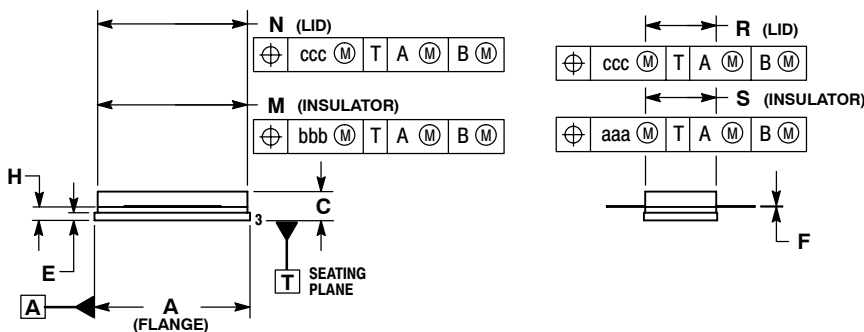 N (LID)
⌖ ccc Ⓜ T A Ⓜ B Ⓜ
M (INSULATOR)
⌖ bbb Ⓜ T A Ⓜ B Ⓜ
R (LID)
⌖ ccc Ⓜ T A Ⓜ B Ⓜ
S (INSULATOR)
⌖ aaa Ⓜ T A Ⓜ B Ⓜ
H
C
3
E
F
T SEATING
PLANE
A
A
(FLANGE)